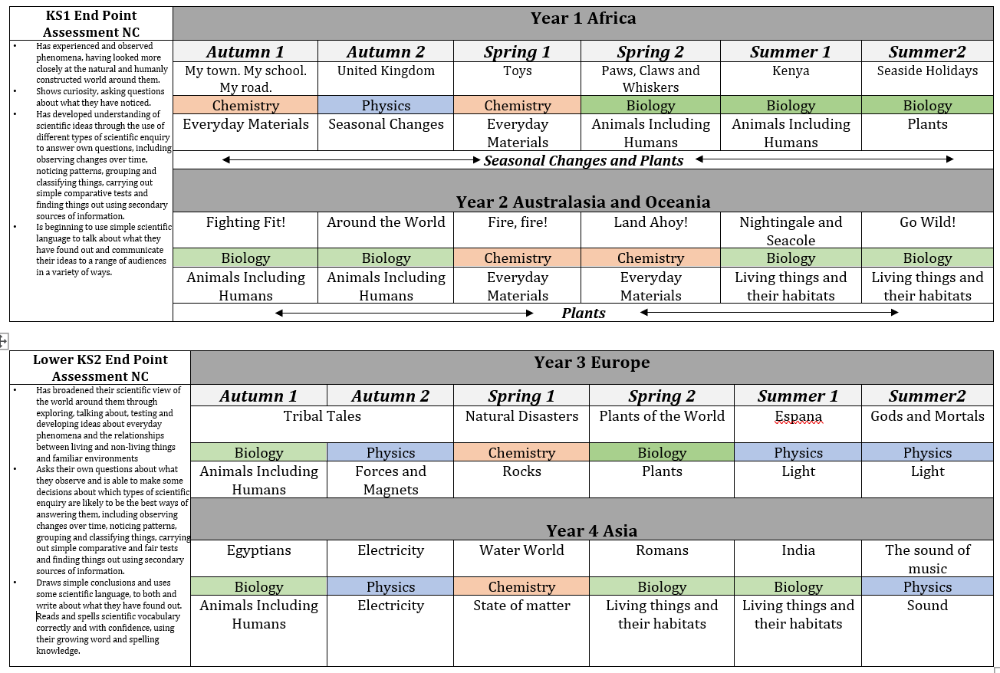 KS1 End Point
Assessment NC
• Has experienced and observed
phenomena, having looked more
closely at the natural and humanly
constructed world around them.
• Shows curiosity, asking questions
about what they have noticed.
• Has developed understanding of
scientific ideas through the use of
different types of scientific enquiry
to answer own questions, including
observing changes over time,
noticing patterns, grouping and
classifying things, carrying out
simple comparative tests and
finding things out using secondary
sources of information.
• Is beginning to use simple scientific
language to talk about what they
have found out and communicate
their ideas to a range of audiences
in a variety of ways.
Year 1 Africa
Autumn 1 Autumn 2 Spring 1 Spring 2 Summer 1 Summer2
My town. My school. United Kingdom Toys Paws, Claws and Kenya Seaside Holidays
My road. Whiskers
Chemistry Physics Chemistry Biology Biology Biology
Everyday Materials Seasonal Changes Everyday Animals Including Animals Including Plants
Materials Humans Humans
Seasonal Changes and Plants
Year 2 Australasia and Oceania
Fighting Fit! Around the World Fire, fire! Land Ahoy! Nightingale and Go Wild!
Seacole
Biology Biology Chemistry Chemistry Biology Biology
Animals Including Animals Including Everyday Everyday Living things and Living things and
Humans Humans Materials Materials their habitats their habitats
Plants
Lower KS2 End Point
Assessment NC
• Has broadened their scientific view of
the world around them through
exploring, talking about, testing and
developing ideas about everyday
phenomena and the relationships
between living and non-living things
and familiar environments
• Asks their own questions about what
they observe and is able to make some
decisions about which types of scientific
enquiry are likely to be the best ways of
answering them, including observing
changes over time, noticing patterns,
grouping and classifying things, carrying
out simple comparative and fair tests
and finding things out using secondary
sources of information.
• Draws simple conclusions and uses
some scientific language, to both and
write about what they have found out.
Reads and spells scientific vocabulary
correctly and with confidence, using
their growing word and spelling
knowledge.
Year 3 Europe
Autumn 1 Autumn 2 Spring 1 Spring 2 Summer 1 Summer2
Tribal Tales Natural Disasters Plants of the World Espana Gods and Mortals
Biology Physics Chemistry Biology Physics Physics
Animals Including Forces and Rocks Plants Light Light
Humans Magnets
Year 4 Asia
Egyptians Electricity Water World Romans India The sound of
music
Biology Physics Chemistry Biology Biology Physics
Animals Including Electricity State of matter Living things and Living things and Sound
Humans their habitats their habitats